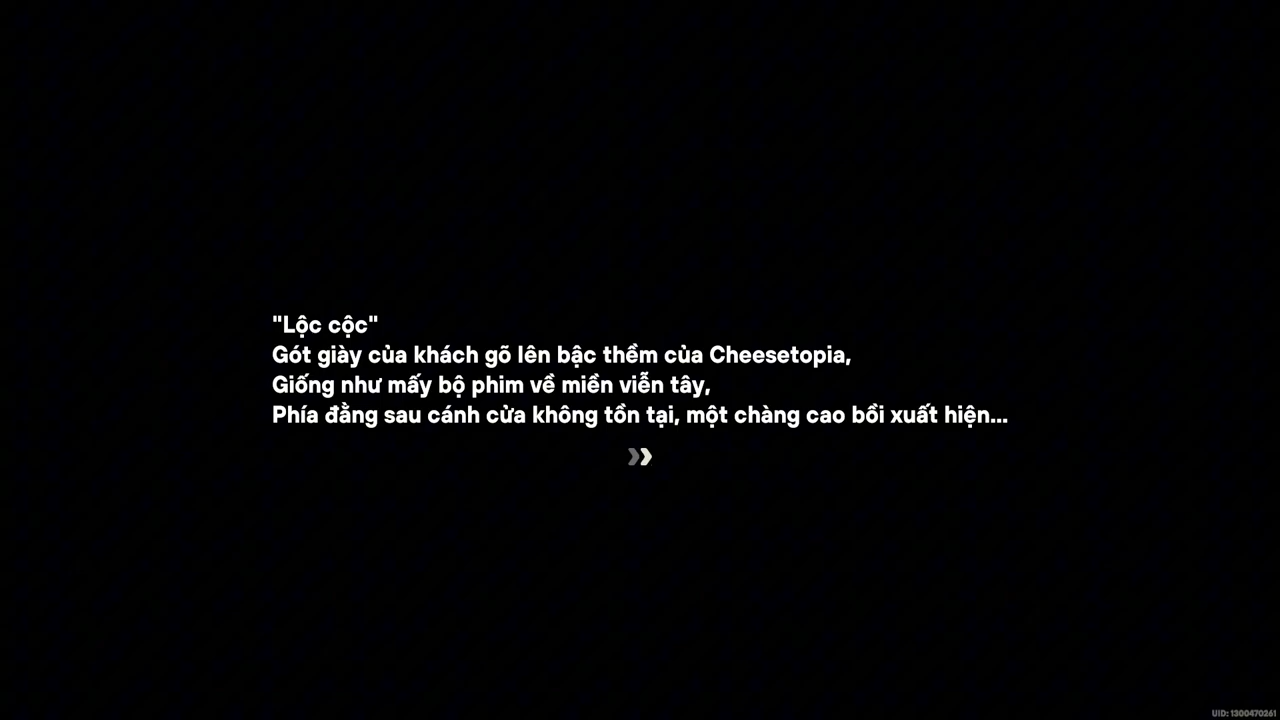 "Lộc cộc"
Gót giày của khách gõ lên bậc thềm của Cheesetopia,
Giống như mấy bộ phim về miền viễn tây,
Phía đằng sau cánh cửa không tồn tại, một chàng cao bồi xuất hiện...
UID: 1300470261